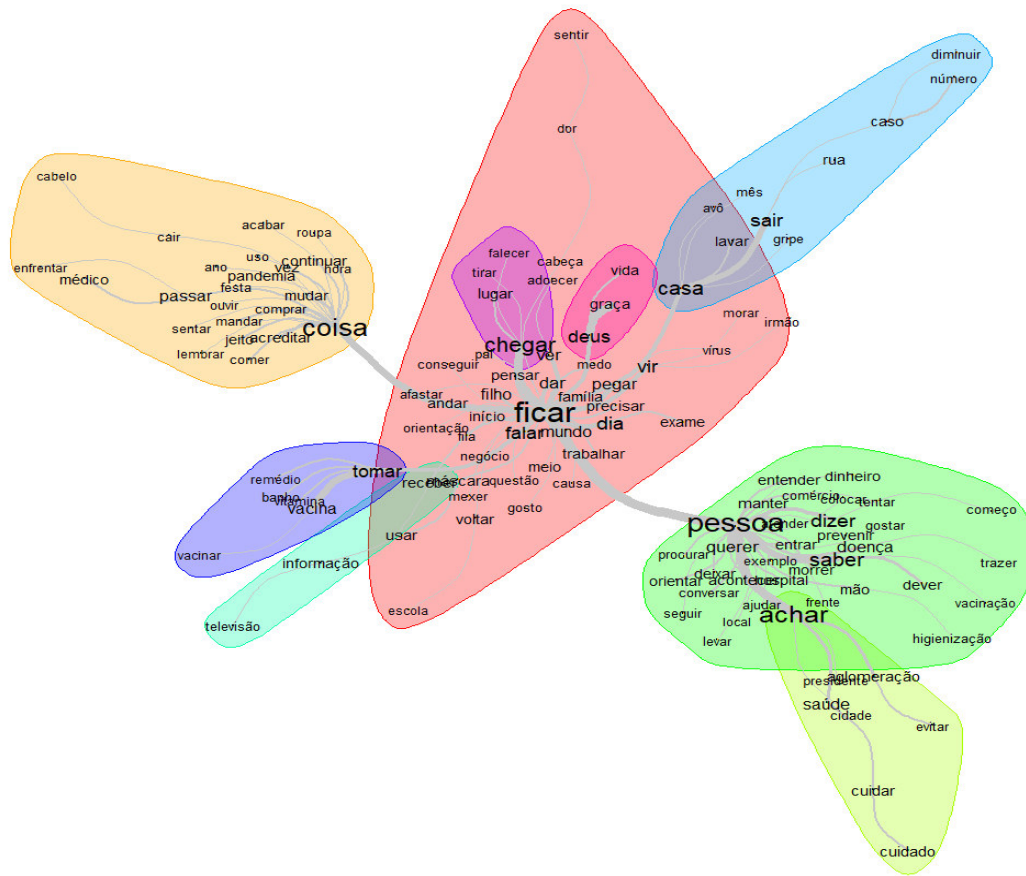 sentir
diminuir
número
caso
dor
rua
cabelo
mês
avô
sair
acabar
roupa
cair
lavar
gripe
falecer
uso
continuar
cabeça
enfrentar
ano
vez
hora
tirar
vida
médico
pandemia
adoecer
festa
lugar
casa
passar
mudar
graça
ouvir
comprar
morar
mandar
irmão
sentar
coisa
deus
jeito
acreditar
chegar
ver
vírus
lembrar
pai
comer
conseguir
medo
vir
pensar
dar
pegar
afastar
filho
família
andar
precisar
início
ficar
dia
exame
orientação
fila
falar
mundo
negócio
trabalhar
tomar
meio
dinheiro
remédio
receber
máscara
questão
causa
entender
banho
vitamina
mexer
manter
comércio
colocar
tentar
vacina
gosto
começo
voltar
pessoa
atender
dizer
gostar
usar
prevenir
vacinar
querer
entrar
doença
procurar
informação
exemplo
saber
trazer
deixar
morrer
orientar
acontecer
hospital
mão
dever
conversar
escola
ajudar
frente
vacinação
seguir
achar
televisão
local
levar
higienização
presidente
aglomeração
saúde
cidade
evitar
cuidar
cuidado